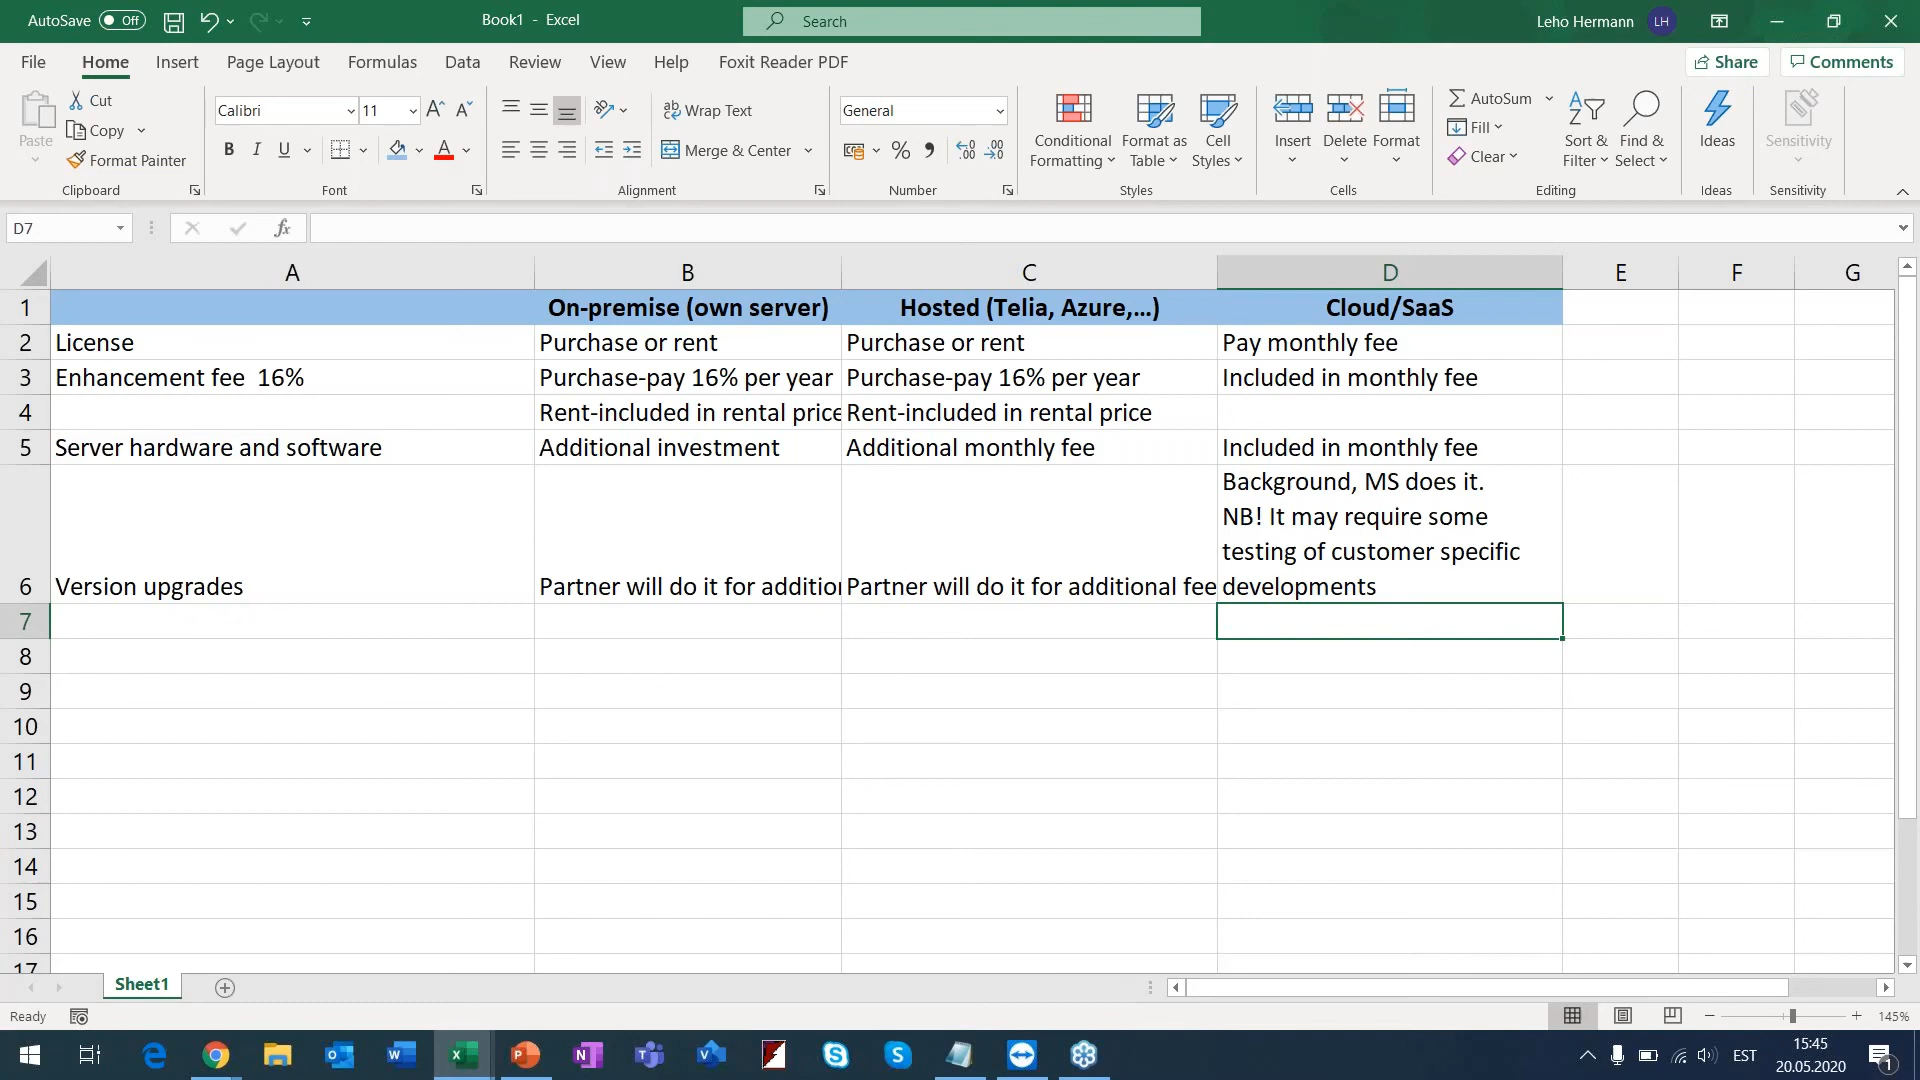 AutoSave Off Book1 - Excel Search Leho Hermann LH
File Home Insert Page Layout Formulas Data Review View Help Foxit Reader PDF Share Comments
Paste Cut Copy Format Painter Clipboard
Calibri 11 B I U A Font
Wrap Text Merge & Center Alignment
General % Number
Conditional Formatting Format as Table Cell Styles Styles
Insert Delete Format Cells
AutoSum Fill Clear Sort & Filter Find & Select Editing
Ideas Ideas
Sensitivity Sensitivity
D7 fx
A B C D E F G
1 On-premise (own server) Hosted (Telia, Azure,...) Cloud/SaaS
2 License Purchase or rent Purchase or rent Pay monthly fee
3 Enhancement fee  16% Purchase-pay 16% per year Purchase-pay 16% per year Included in monthly fee
4 Rent-included in rental price Rent-included in rental price
5 Server hardware and software Additional investment Additional monthly fee Included in monthly fee
Background, MS does it.
NB! It may require some
testing of customer specific
6 Version upgrades Partner will do it for addition Partner will do it for additional fee developments
7
8
9
10
11
12
13
14
15
16
17
Sheet1
Ready 145%
EST 15:45
20.05.2020
1